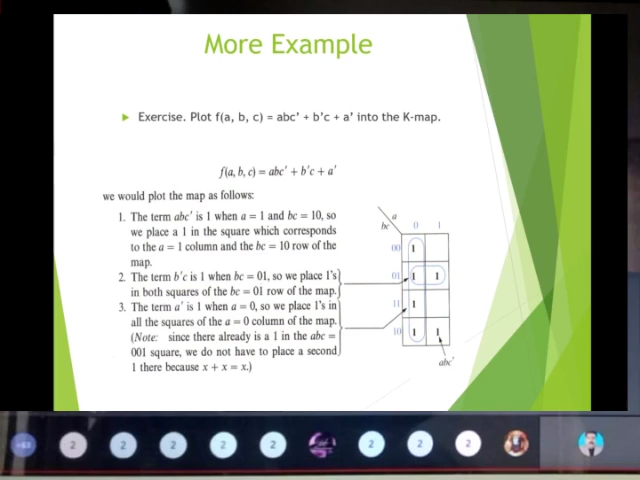 More Example
Exercise. Plot f(a, b, c) = abc' + b'c + a' into the K-map.
f(a, b, c) = abc' + b'c + a'
we would plot the map as follows:
1. The term abc' is 1 when a = 1 and bc = 10, so
we place a 1 in the square which corresponds
to the a = 1 column and the bc = 10 row of the
map.
2. The term b'c is 1 when bc = 01, so we place 1's
in both squares of the bc = 01 row of the map.
3. The term a' is 1 when a = 0, so we place 1's in
all the squares of the a = 0 column of the map.
(Note: since there already is a 1 in the abc =
001 square, we do not have to place a second
1 there because x + x = x.)
a
bc 0 1
00 1
01 1 1
11 1
10 1 1
abc'
+63 2 2 2 2 2 2 2 2